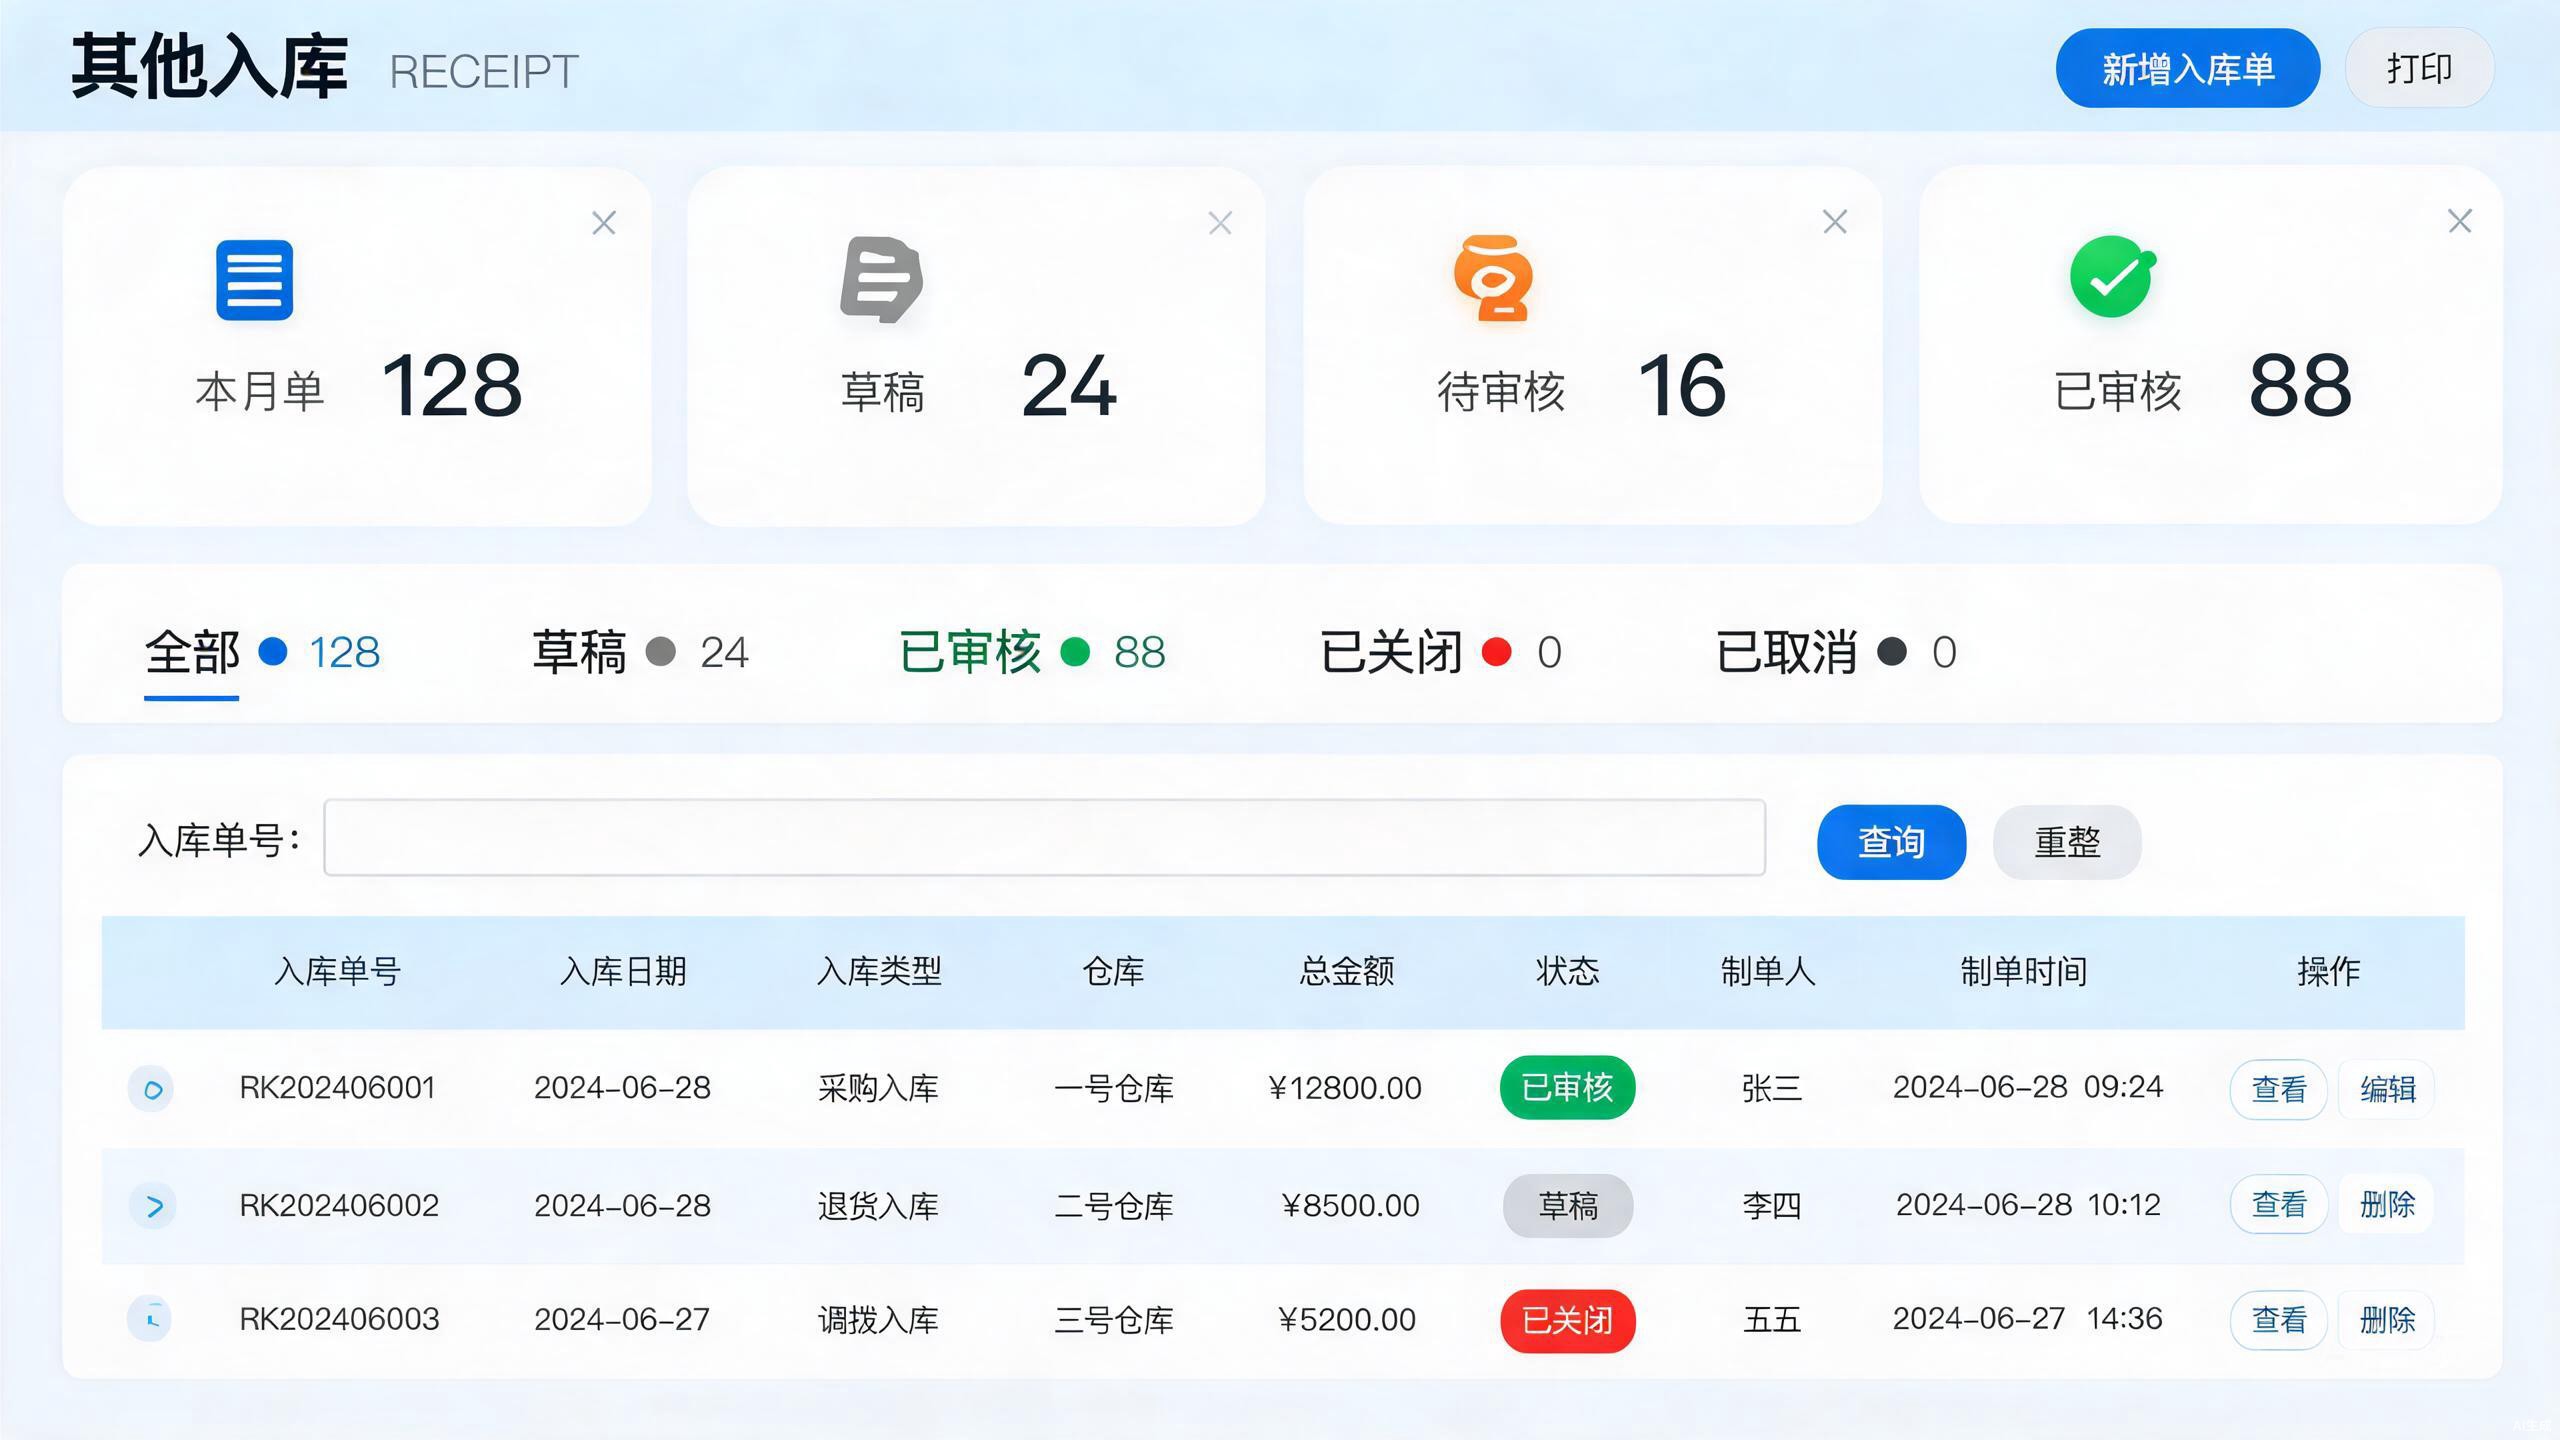 其他入库 RECEIPT 新增入库单 打印
本月单 128
草稿 24
待审核 16
已审核 88
全部 128 草稿 24 已审核 88 已关闭 0 已取消 0
入库单号： 查询 重整
入库单号 入库日期 入库类型 仓库 总金额 状态 制单人 制单时间 操作
RK202406001 2024-06-28 采购入库 一号仓库 ¥12800.00 已审核 张三 2024-06-28 09:24 查看 编辑
RK202406002 2024-06-28 退货入库 二号仓库 ¥8500.00 草稿 李四 2024-06-28 10:12 查看 删除
RK202406003 2024-06-27 调拨入库 三号仓库 ¥5200.00 已关闭 五五 2024-06-27 14:36 查看 删除